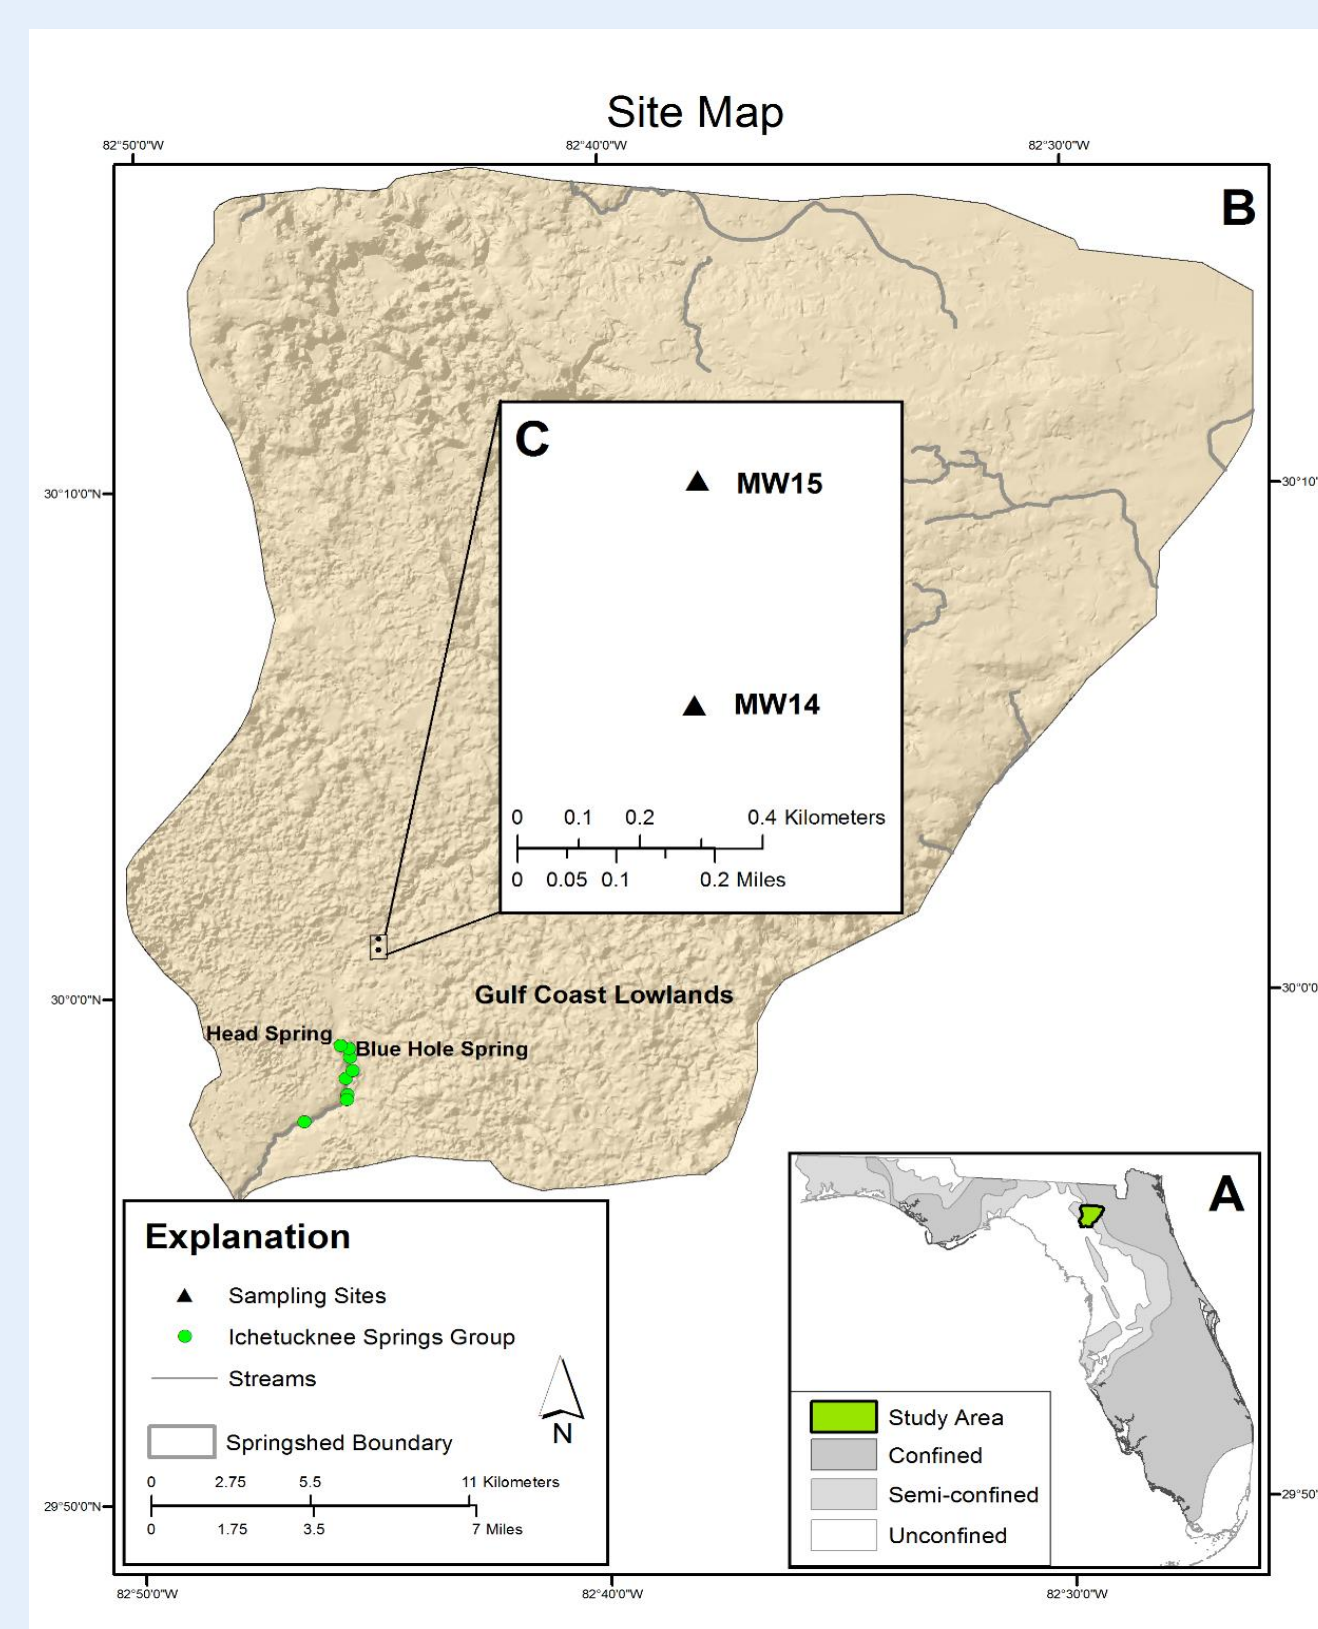 Site Map
82°50'0"W 82°40'0"W 82°30'0"W
B
C
MW15
30°10'0"N 30°10'
MW14
0 0.1 0.2 0.4 Kilometers
0 0.05 0.1 0.2 Miles
Gulf Coast Lowlands
30°0'0"N 30°0'0
Head Spring
Blue Hole Spring
A
Explanation
Sampling Sites
Ichetucknee Springs Group
Streams
N
Springshed Boundary
0 2.75 5.5 11 Kilometers
0 1.75 3.5 7 Miles
Study Area
Confined
Semi-confined
Unconfined
29°50'0"N 29°50'
82°50'0"W 82°40'0"W 82°30'0"W